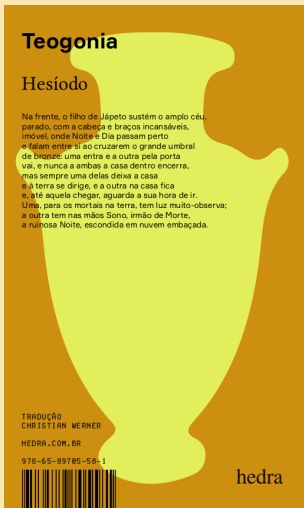 Teogonia
Hesíodo
Na frente, o filho de Jápeto sustém o amplo céu,
parado, com a cabeça e braços incansáveis,
imóvel, onde Noite e Dia passam perto
e falam entre si ao cruzarem o grande umbral
de bronze: uma entra e a outra pela porta
vai, e nunca a ambas a casa dentro encerra,
mas sempre uma delas deixa a casa
e à terra se dirige, e a outra na casa fica
e, até aquela chegar, aguarda a sua hora de ir.
Uma, para os mortais na terra, tem luz muito-observa;
a outra tem nas mãos Sono, irmão de Morte,
a ruinosa Noite, escondida em nuvem embaçada.
TRADUÇÃO
CHRISTIAN WERNER
HEDRA.COM.BR
978-65-89705-58-1
hedra